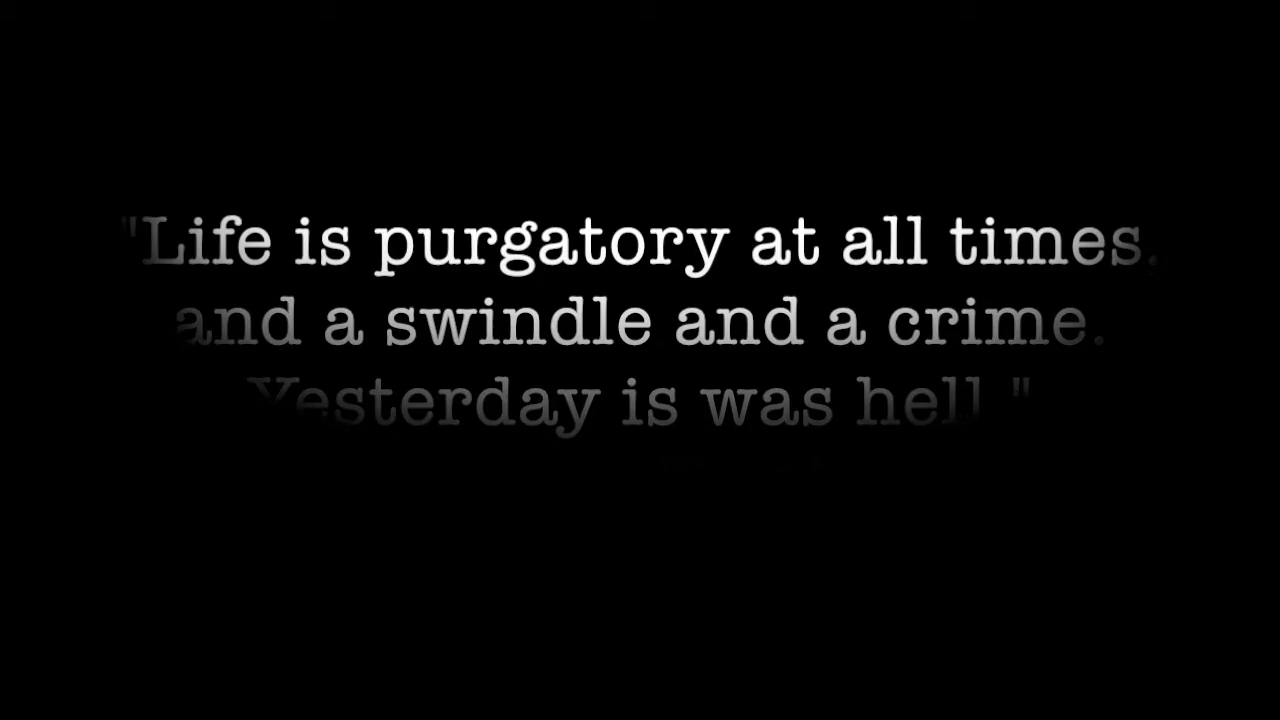 "Life is purgatory at all times,
and a swindle and a crime.
Yesterday is was hell."